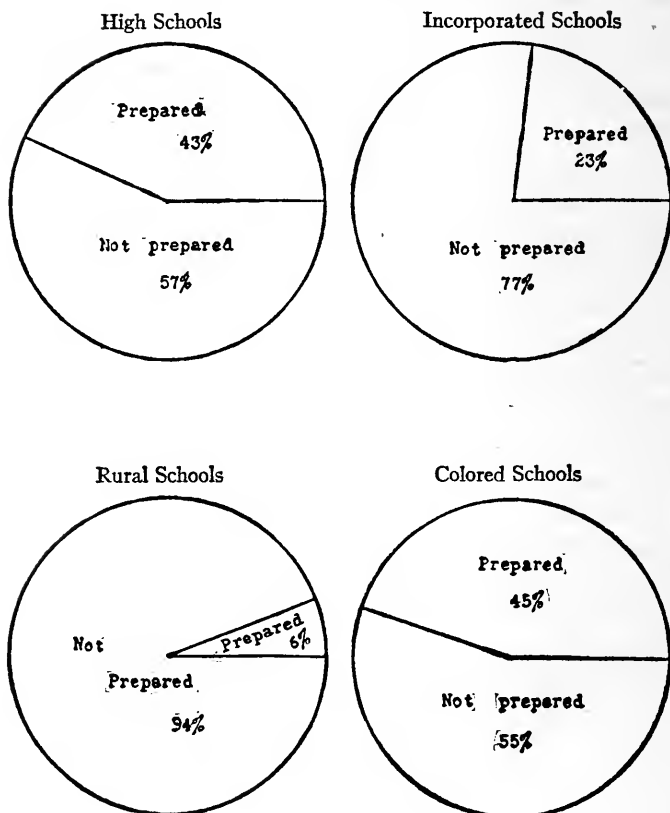 High Schools
Prepared
43%
Not prepared
57%
Incorporated Schools
Prepared
23%
Not prepared
77%
Rural Schools
Prepared
6%
Not
Prepared
94%
Colored Schools
Prepared
45%
Not prepared
55%